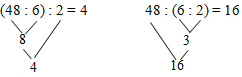 (48 : 6) : 2 = 4
48 : (6 : 2) = 16
8
3
4
16